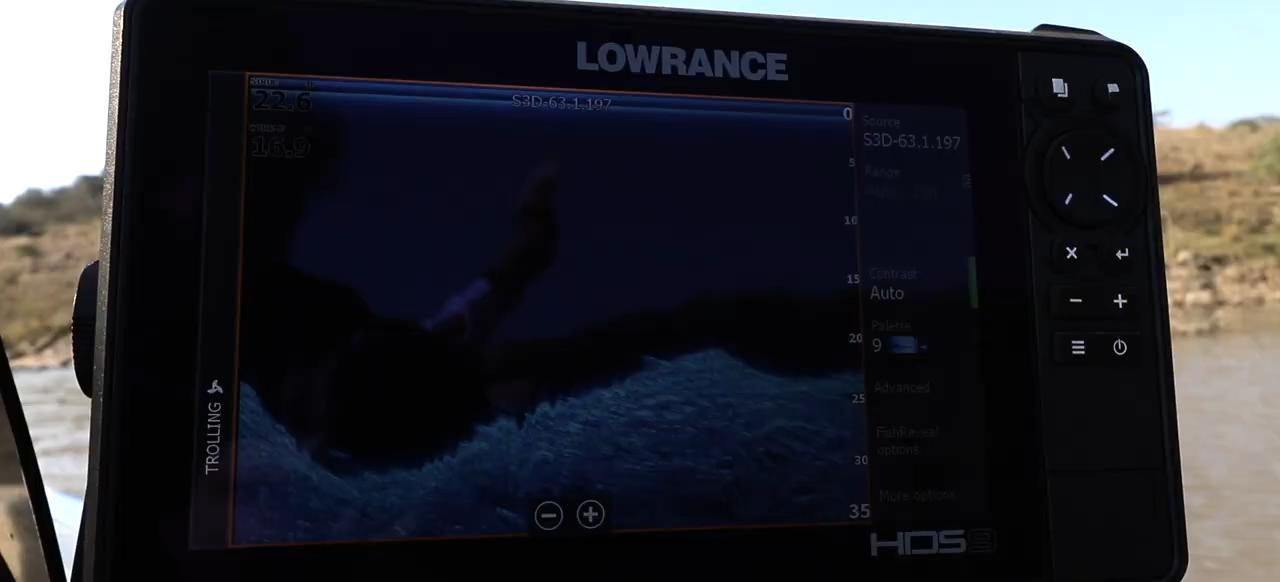 LOWRANCE
22.6
16.9
S3D-63.1.197
0
5
10
15
20
25
30
35
TROLLING
Source
S3D-63.1.197
Range
Contrast
Auto
Palette
9
Advanced
FishReveal
options
More options
HDS